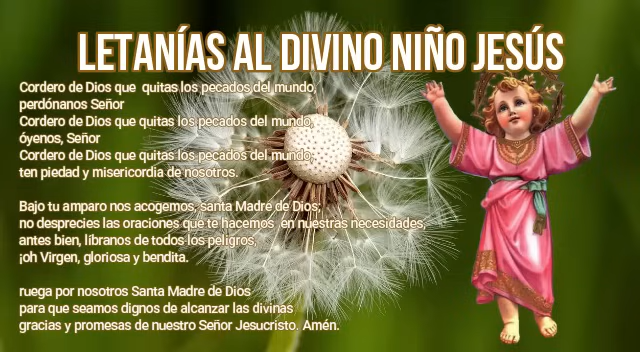 LETANÍAS AL DIVINO NIÑO JESÚS
Cordero de Dios que quitas los pecados del mundo,
perdónanos Señor
Cordero de Dios que quitas los pecados del mundo,
óyenos, Señor
Cordero de Dios que quitas los pecados del mundo,
ten piedad y misericordia de nosotros.
Bajo tu amparo nos acogemos, santa Madre de Dios;
no desprecies las oraciones que te hacemos en nuestras necesidades,
antes bien, líbranos de todos los peligros,
¡oh Virgen, gloriosa y bendita.
ruega por nosotros Santa Madre de Dios
para que seamos dignos de alcanzar las divinas
gracias y promesas de nuestro Señor Jesucristo. Amén.